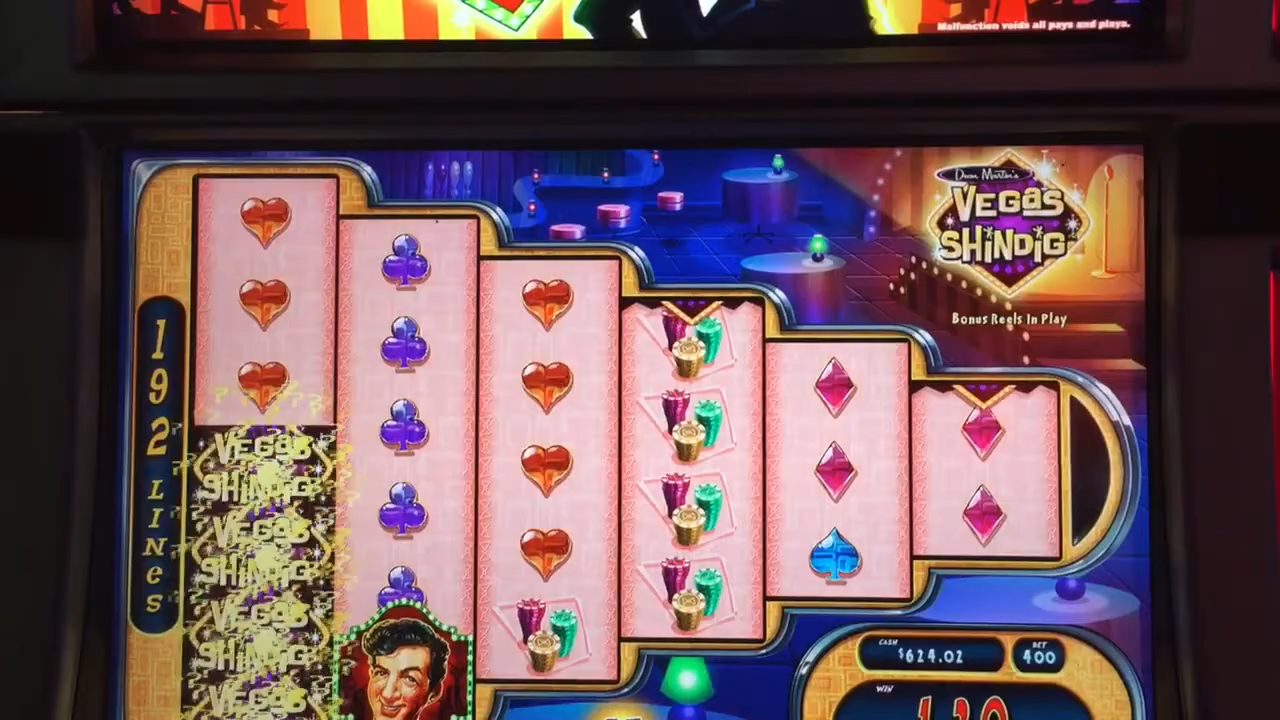 Malfunction voids all pays and plays.
Dean Martin's
VEGAS
SHINDIG
Bonus Reels In Play
192 LINES
VEGAS
SHINDIG
VEGAS
SHINDIG
VEGAS
SHINDIG
VEGAS
CASH
$624.02
BET
400
WIN